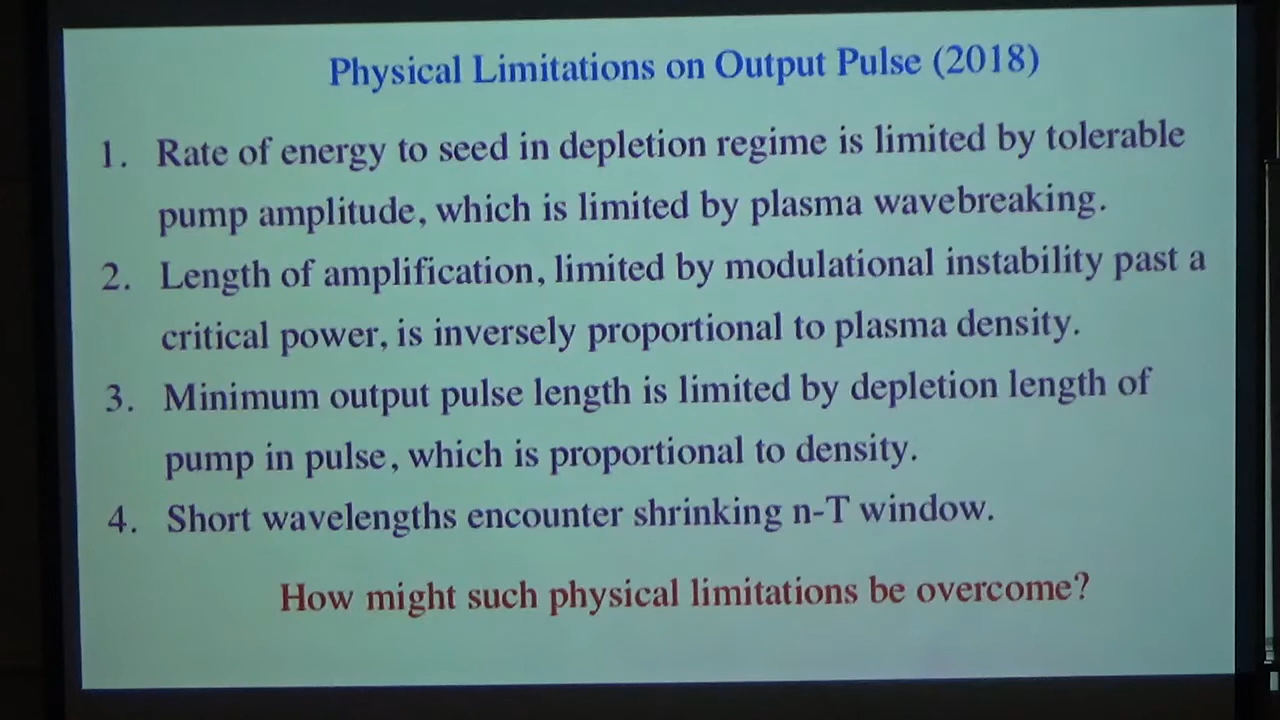 Physical Limitations on Output Pulse (2018)
1. Rate of energy to seed in depletion regime is limited by tolerable
pump amplitude, which is limited by plasma wavebreaking.
2. Length of amplification, limited by modulational instability past a
critical power, is inversely proportional to plasma density.
3. Minimum output pulse length is limited by depletion length of
pump in pulse, which is proportional to density.
4. Short wavelengths encounter shrinking n-T window.
How might such physical limitations be overcome?